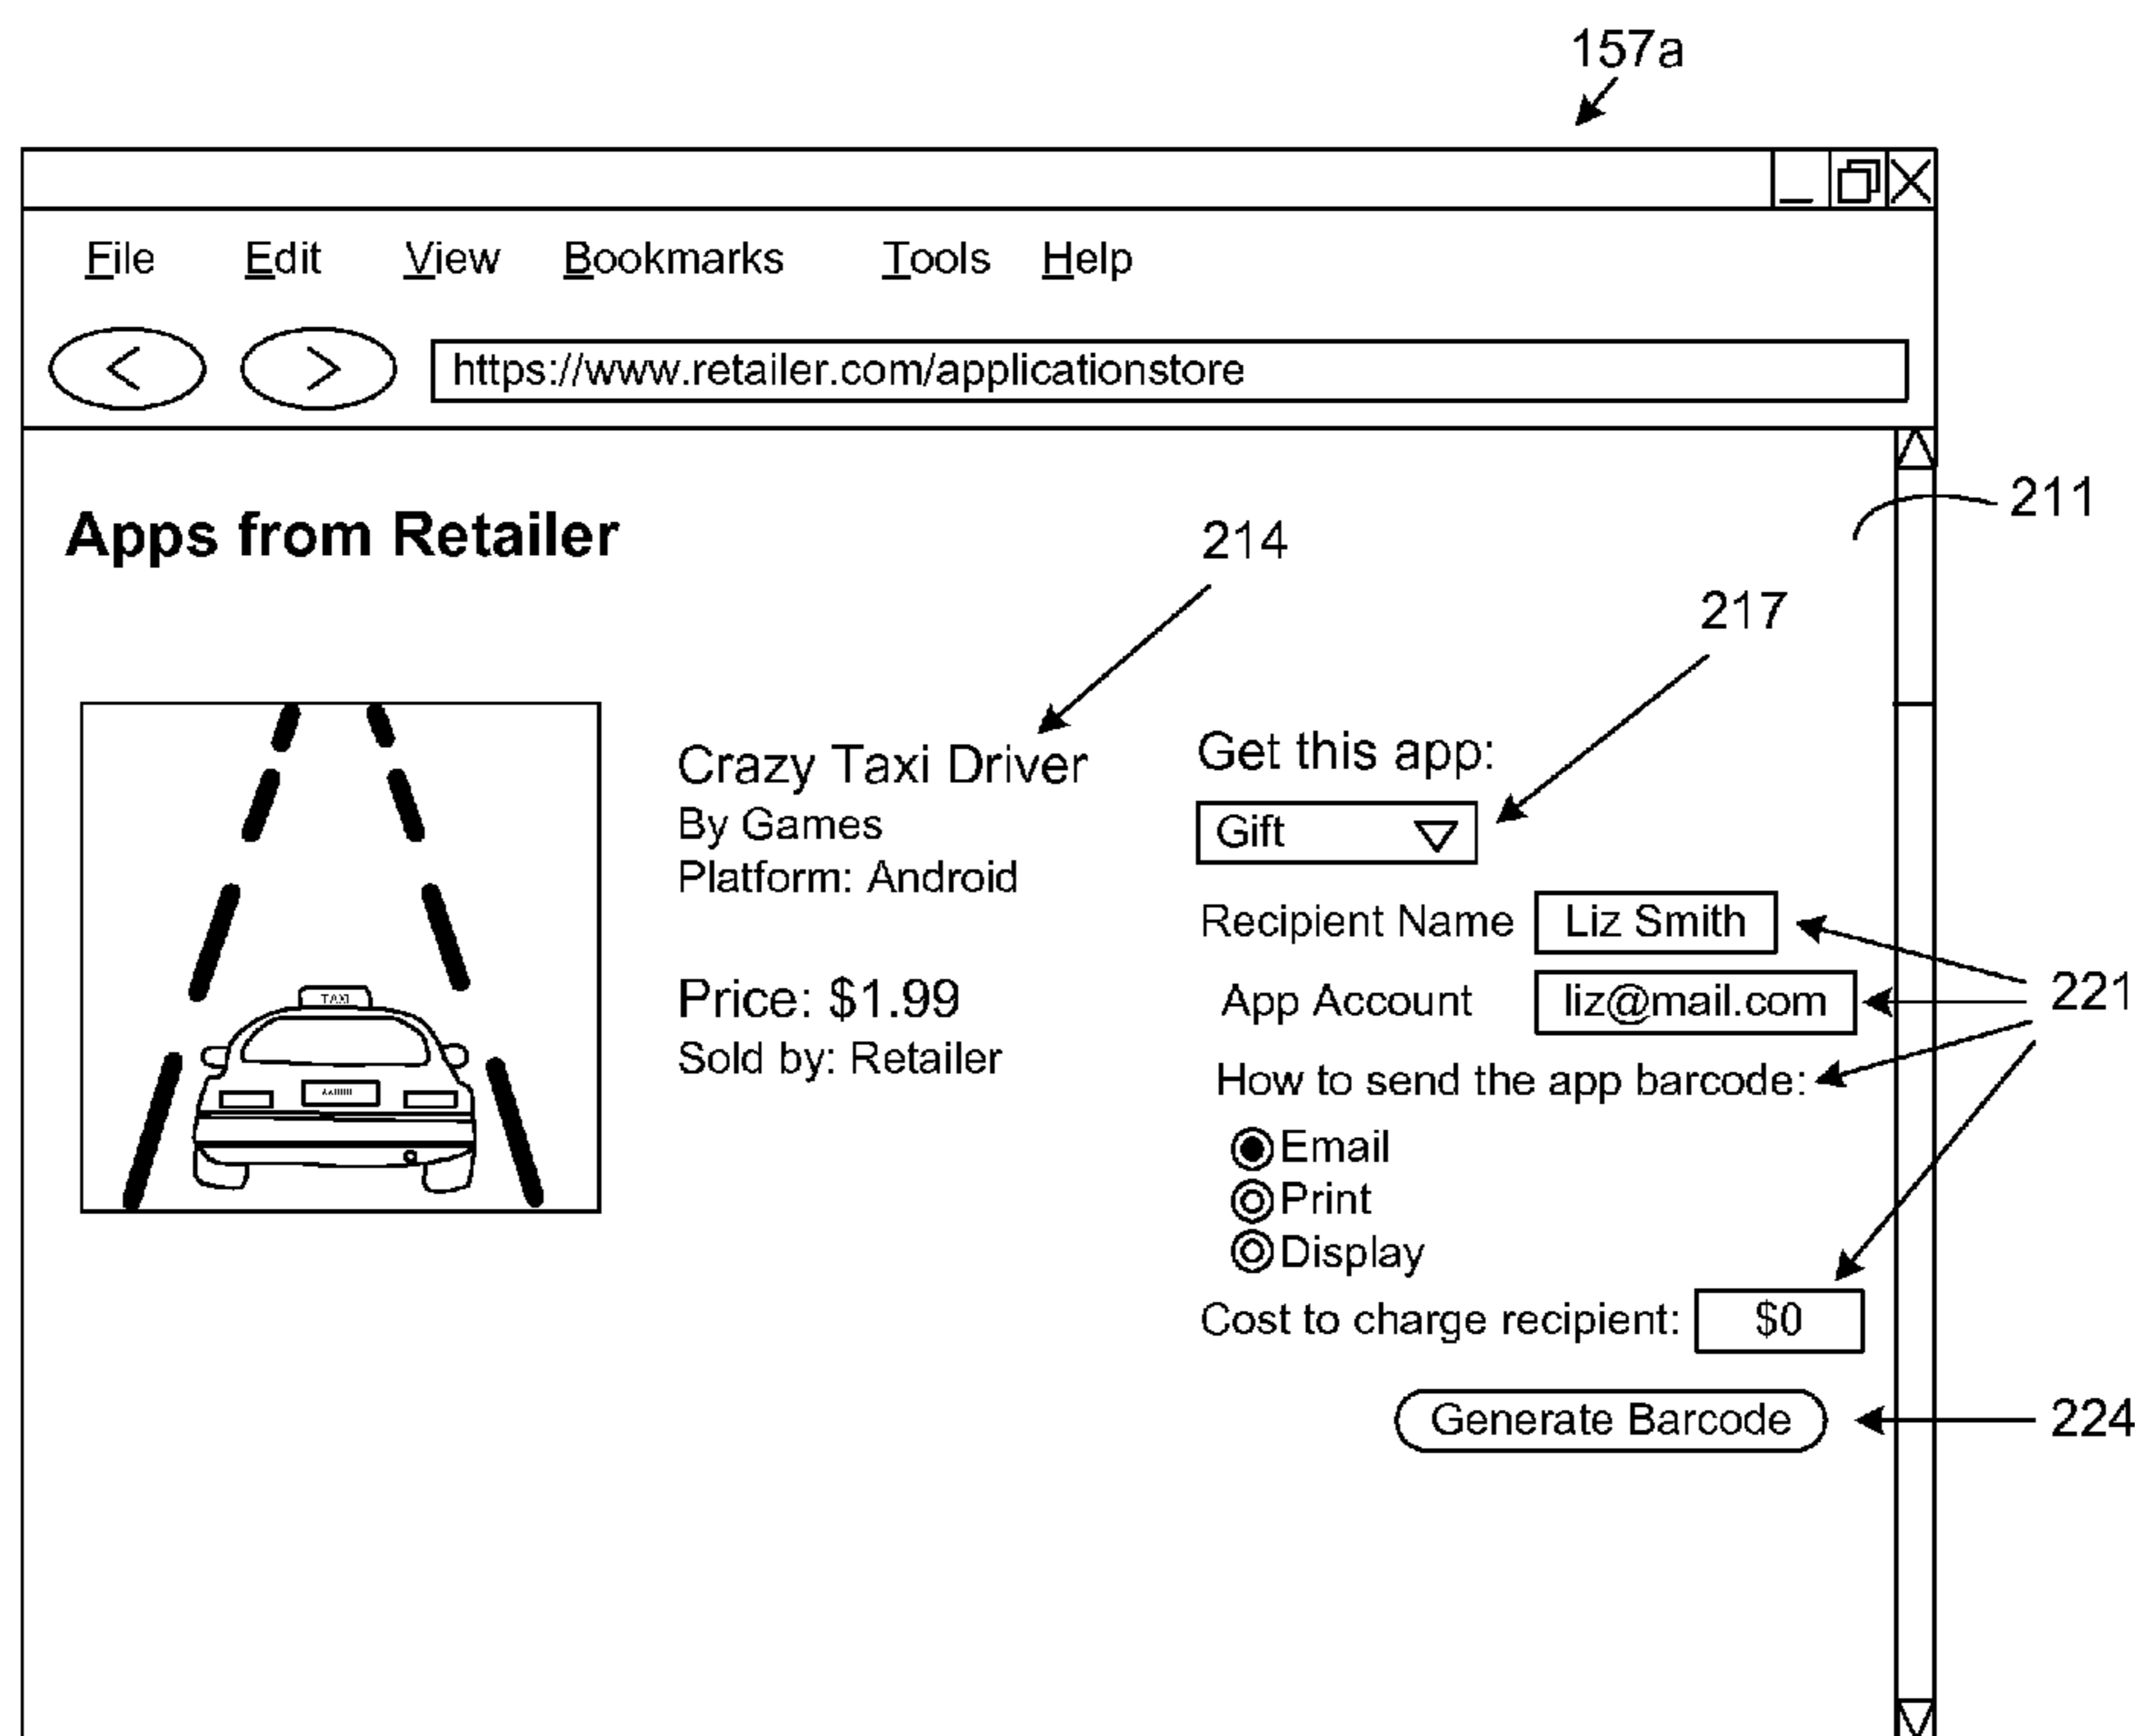 157a
File Edit View Bookmarks Tools Help
https://www.retailer.com/applicationstore
211
Apps from Retailer
214
217
Crazy Taxi Driver
By Games
Platform: Android
Price: $1.99
Sold by: Retailer
TAXI
Get this app:
Gift
Recipient Name Liz Smith
App Account liz@mail.com
221
How to send the app barcode:
Email
Print
Display
Cost to charge recipient: $0
Generate Barcode
224